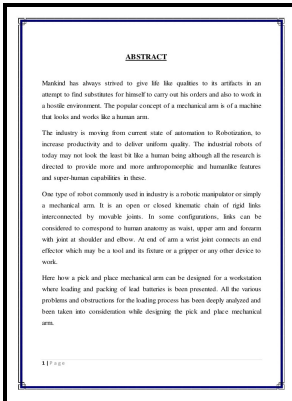 ABSTRACT
Mankind has always strived to give life like qualities to its artifacts in an
attempt to find substitutes for himself to carry out his orders and also to work in
a hostile environment. The popular concept of a mechanical arm is of a machine
that looks and works like a human arm.
The industry is moving from current state of automation to Robotization, to
increase productivity and to deliver uniform quality. The industrial robots of
today may not look the least bit like a human being although all the research is
directed to provide more and more anthropomorphic and humanlike features
and super-human capabilities in these.
One type of robot commonly used in industry is a robotic manipulator or simply
a mechanical arm. It is an open or closed kinematic chain of rigid links
interconnected by movable joints. In some configurations, links can be
considered to correspond to human anatomy as waist, upper arm and forearm
with joint at shoulder and elbow. At end of arm a wrist joint connects an end
effector which may be a tool and its fixture or a gripper or any other device to
work.
Here how a pick and place mechanical arm can be designed for a workstation
where loading and packing of lead batteries is been presented. All the various
problems and obstructions for the loading process has been deeply analyzed and
been taken into consideration while designing the pick and place mechanical
arm.
1 | Page